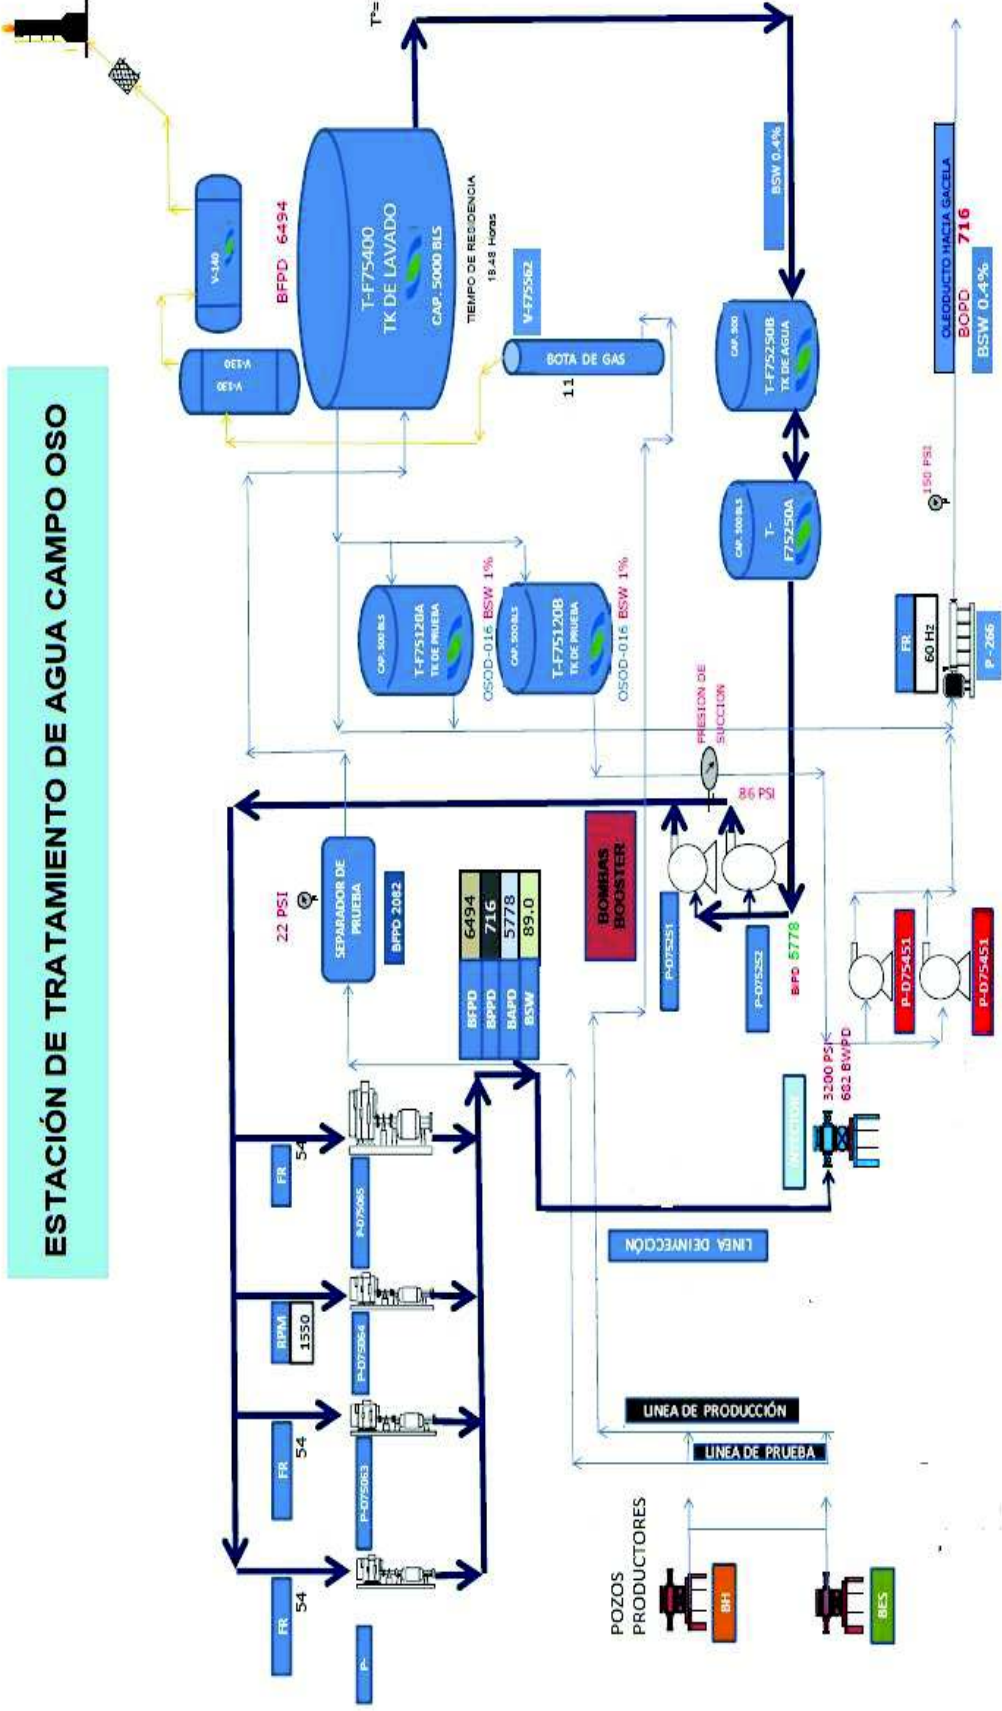 ESTACIÓN DE TRATAMIENTO DE AGUA CAMPO OSO
T°=
V-140
V-130
V-130
BFPD 6494
T-F75400
TK DE LAVADO
CAP. 5000 BLS
TIEMPO DE RESIDENCIA
18.48 Horas
V-F75562
BOTA DE GAS
11
BSW 0.4%
CAP. 500
T-F75250B
TK DE AGUA
CAP. 500 BLS
T-
F75250A
OLEODUCTO HACIA GACELA
BOPD 716
BSW 0.4%
150 PSI
FR
60 Hz
P -266
CAP. 500 BLS
T-F75120A
TK DE PRUEBA
OSOD-016 BSW 1%
CAP. 500 BLS
T-F75120B
TK DE PRUEBA
OSOD-016 BSW 1%
PRESION DE
SUCCION
86 PSI
22 PSI
SEPARADOR DE
PRUEBA
BFPD 2082
BFPD 6494
BPPD 716
BAPD 5778
BSW 89.0
BOMBAS
BOOSTER
P-D75251
P-D75252
BIPD 5778
P-D75451
P-D75451
3200 PSI
682 BWPD
FR
54
P-D75065
RPM
1550
P-D75064
FR
54
P-D75063
FR
54
P-
LINEA DEINYECCIÓN
LINEA DE PRODUCCIÓN
LINEA DE PRUEBA
POZOS
PRODUCTORES
BH
BES